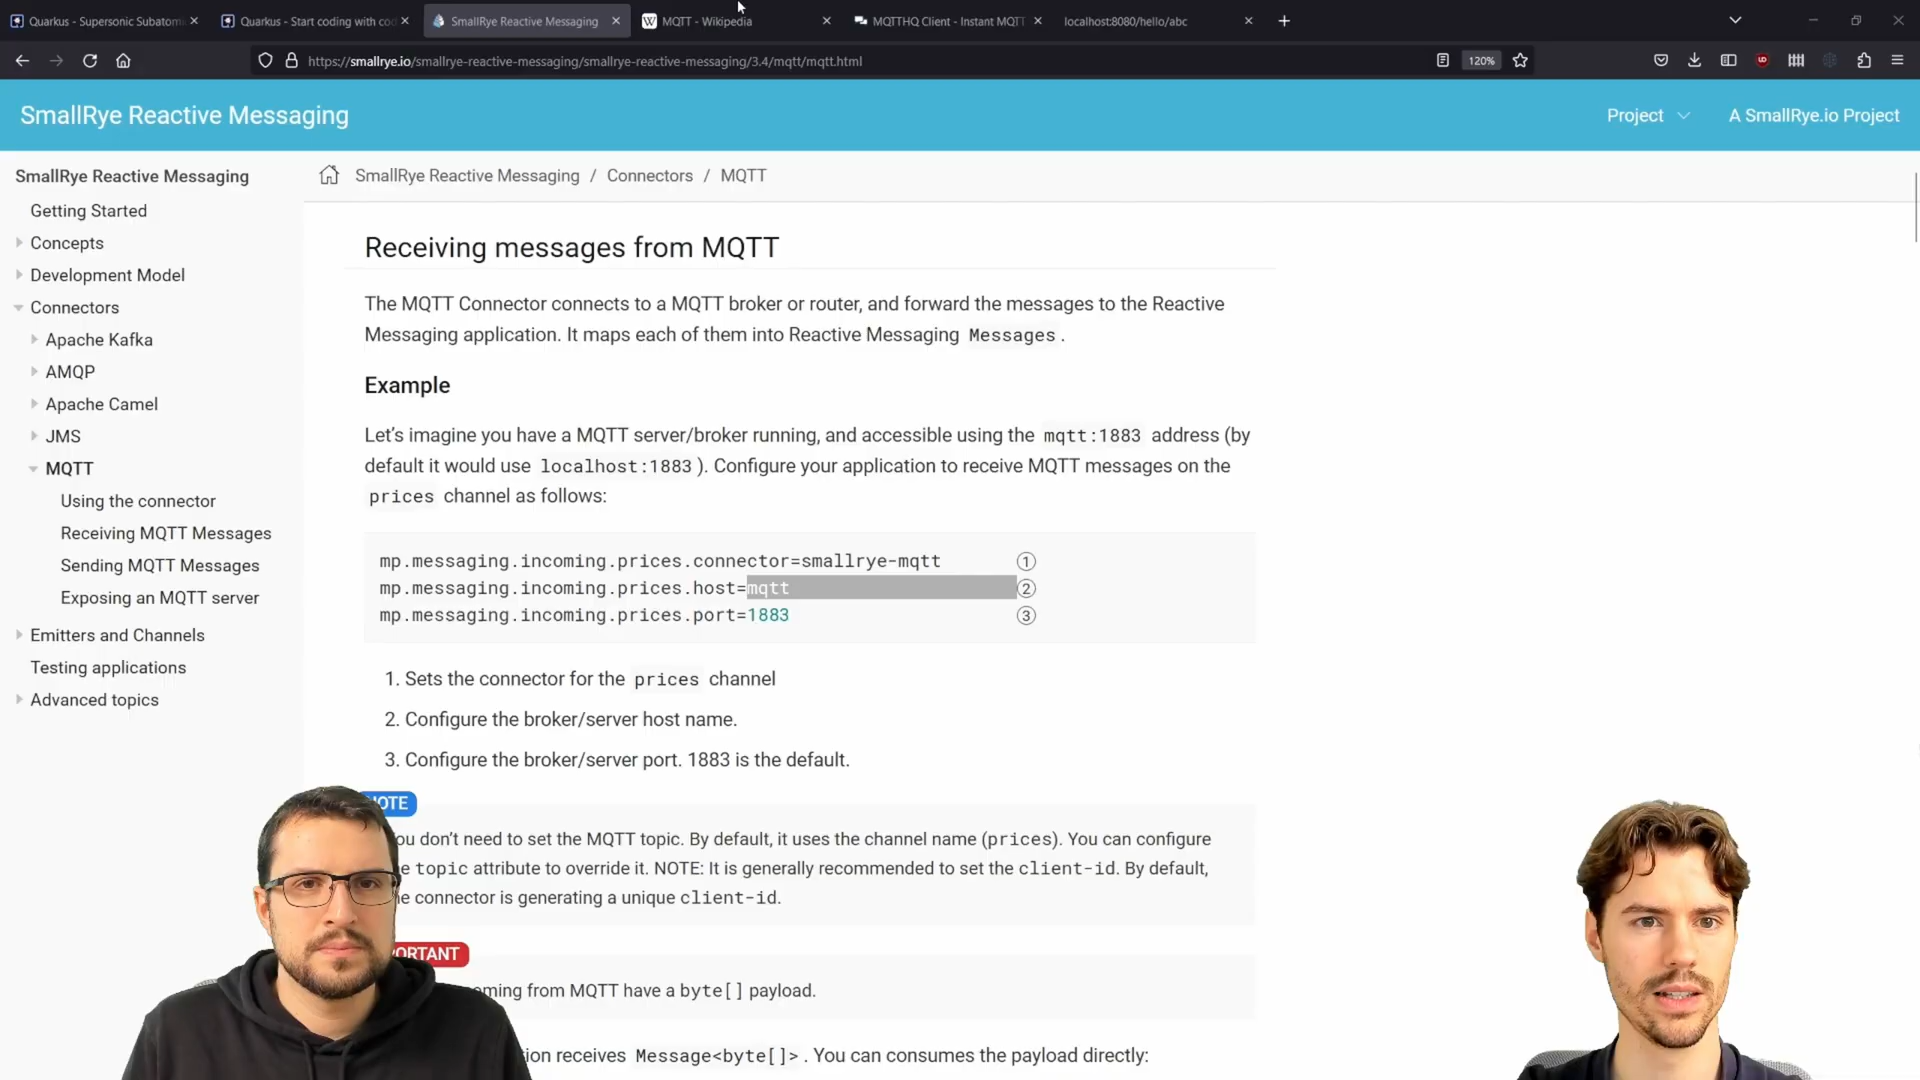 Quarkus - Supersonic Subatom
Quarkus - Start coding with cod
SmallRye Reactive Messaging
MQTT - Wikipedia
MQTTHQ Client - Instant MQTT
localhost:8080/hello/abc
https://smallrye.io/smallrye-reactive-messaging/smallrye-reactive-messaging/3.4/mqtt/mqtt.html
120%
SmallRye Reactive Messaging
Project
A SmallRye.io Project
SmallRye Reactive Messaging
Getting Started
Concepts
Development Model
Connectors
Apache Kafka
AMQP
Apache Camel
JMS
MQTT
Using the connector
Receiving MQTT Messages
Sending MQTT Messages
Exposing an MQTT server
Emitters and Channels
Testing applications
Advanced topics
SmallRye Reactive Messaging / Connectors / MQTT
Receiving messages from MQTT
The MQTT Connector connects to a MQTT broker or router, and forward the messages to the Reactive
Messaging application. It maps each of them into Reactive Messaging Messages.
Example
Let's imagine you have a MQTT server/broker running, and accessible using the mqtt:1883 address (by
default it would use localhost:1883). Configure your application to receive MQTT messages on the
prices channel as follows:
mp.messaging.incoming.prices.connector=smallrye-mqtt 1
mp.messaging.incoming.prices.host=mqtt 2
mp.messaging.incoming.prices.port=1883 3
1. Sets the connector for the prices channel
2. Configure the broker/server host name.
3. Configure the broker/server port. 1883 is the default.
OTE
ou don't need to set the MQTT topic. By default, it uses the channel name (prices). You can configure
e topic attribute to override it. NOTE: It is generally recommended to set the client-id. By default,
e connector is generating a unique client-id.
PORTANT
oming from MQTT have a byte[] payload.
ion receives Message<byte[]>. You can consumes the payload directly: